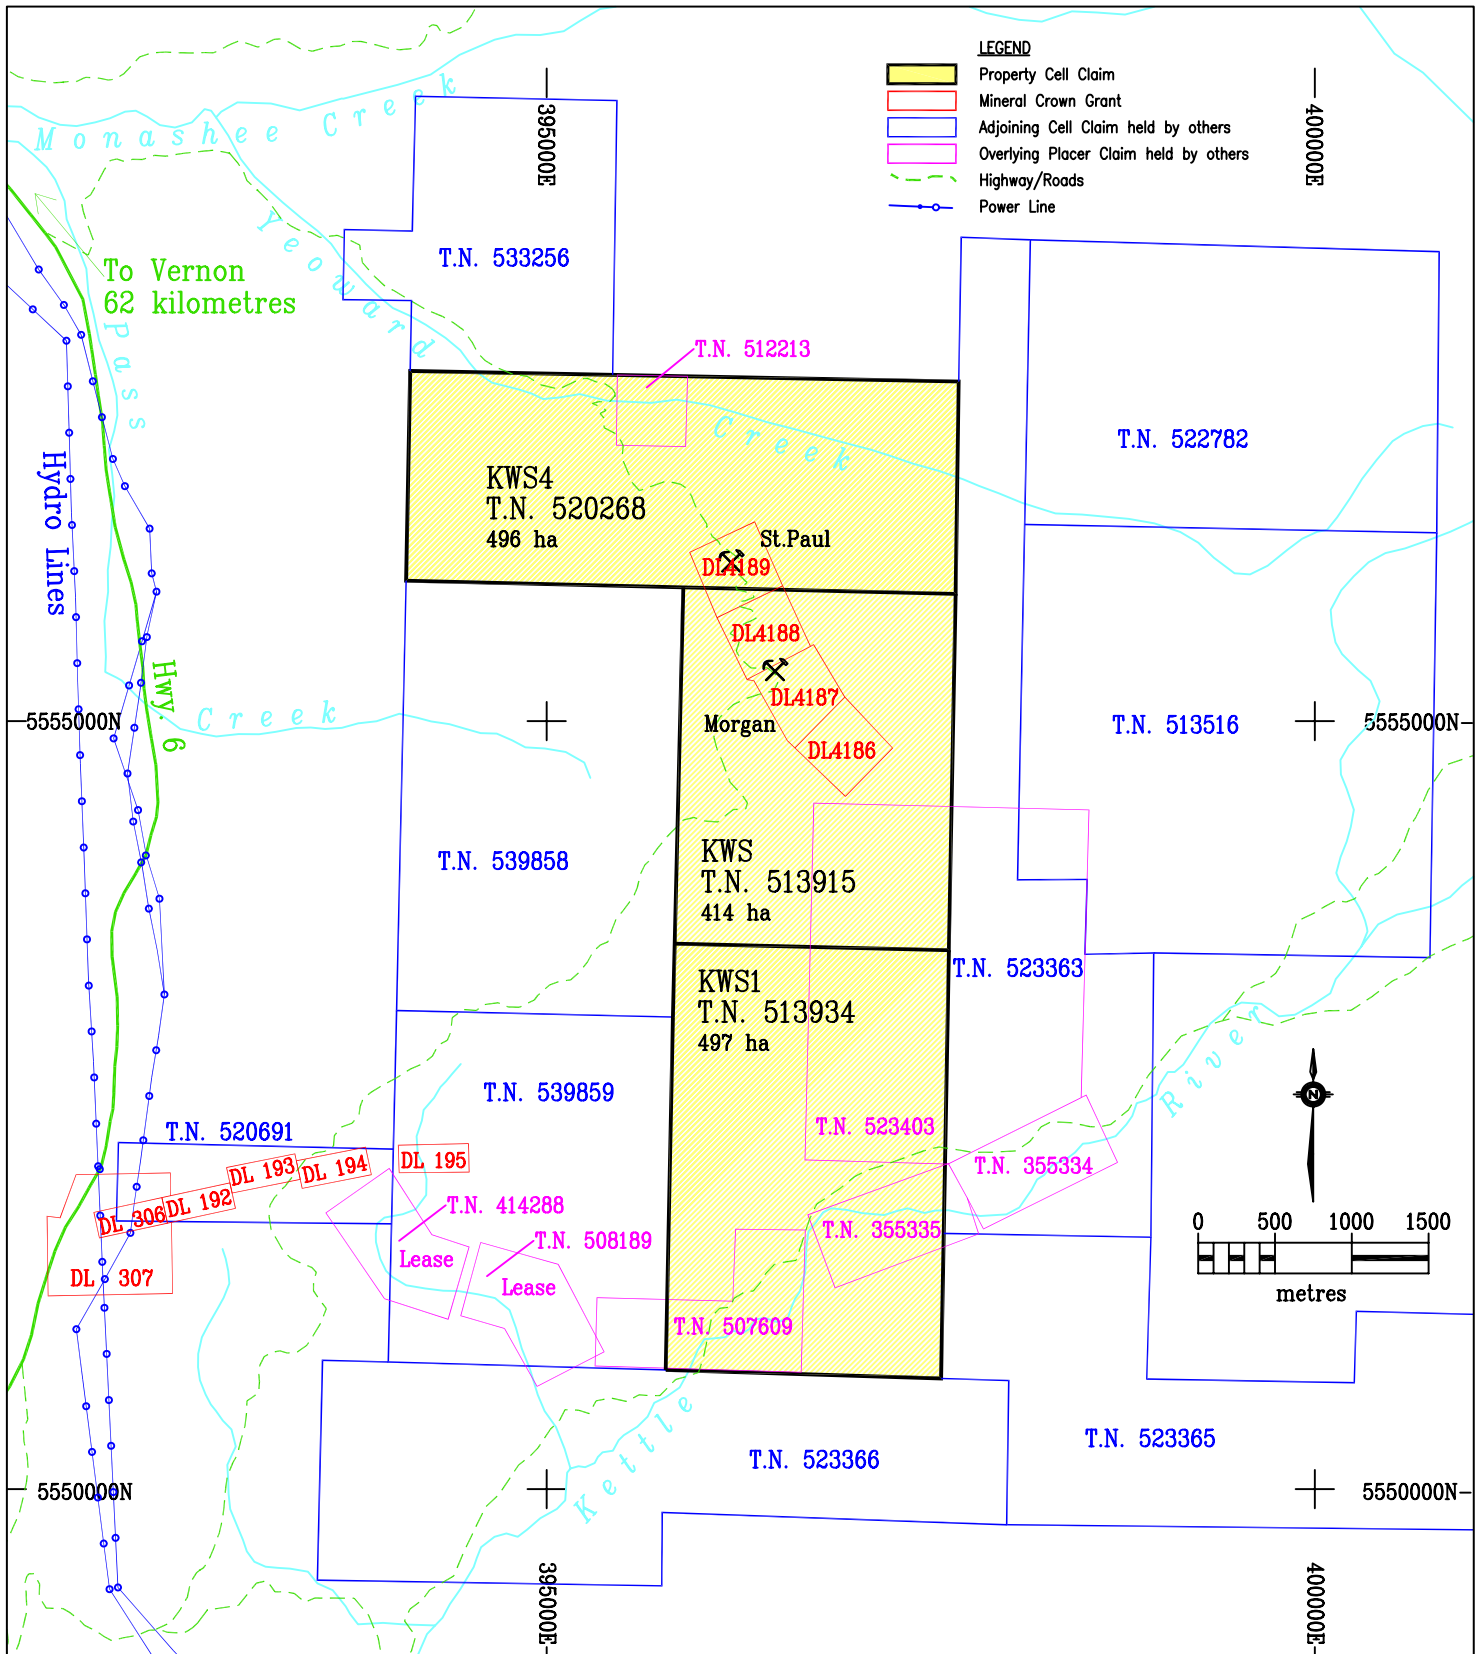 LEGEND
Property Cell Claim
Mineral Crown Grant
Adjoining Cell Claim held by others
Overlying Placer Claim held by others
Highway/Roads
Power Line
395000E
400000E
Monashee Creek
Yeoward Creek
Pass Creek
To Vernon
62 kilometres
T.N. 533256
T.N. 512213
T.N. 522782
Hydro Lines
KWS4
T.N. 520268
496 ha
St.Paul
DL4189
DL4188
DL4187
DL4186
Morgan
Hwy. 6
5555000N
5555000N
T.N. 513516
T.N. 539858
KWS
T.N. 513915
414 ha
T.N. 523363
KWS1
T.N. 513934
497 ha
T.N. 539859
T.N. 520691
T.N. 523403
T.N. 355334
T.N. 355335
DL 195
DL 194
DL 193
DL 192
DL 306
DL 307
T.N. 414288
Lease
T.N. 508189
Lease
T.N. 507609
Kettle River
N
0 500 1000 1500
metres
T.N. 523366
T.N. 523365
5550000N
5550000N
395000E
400000E